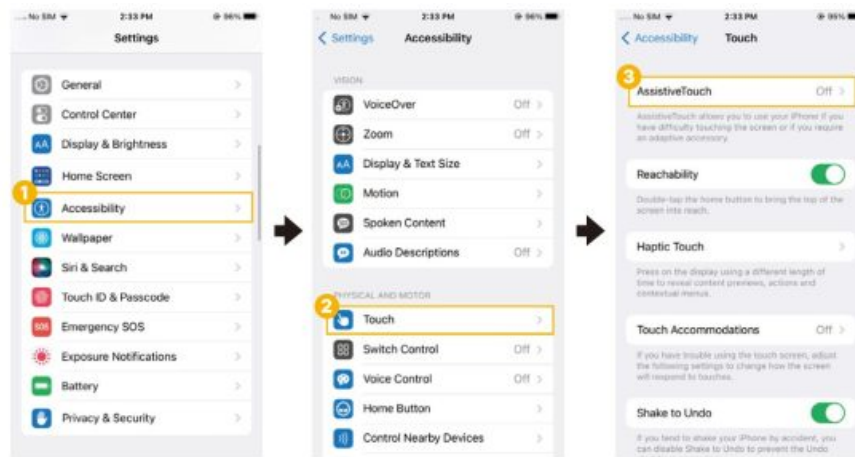 No SIM 2:33 PM 96%
Settings
General
Control Center
Display & Brightness
Home Screen
1
Accessibility
Wallpaper
Siri & Search
Touch ID & Passcode
SOS
Emergency SOS
Exposure Notifications
Battery
Privacy & Security
No SIM 2:33 PM 96%
Settings Accessibility
VISION
VoiceOver Off
Zoom Off
AA Display & Text Size
Motion
Spoken Content
Audio Descriptions Off
PHYSICAL AND MOTOR
2
Touch
Switch Control Off
Voice Control Off
Home Button
Control Nearby Devices
No SIM 2:33 PM 95%
Accessibility Touch
3
AssistiveTouch Off
AssistiveTouch allows you to use your iPhone if you
have difficulty touching the screen or if you require
an adaptive accessory.
Reachability
Double-tap the home button to bring the top of the
screen into reach.
Haptic Touch
Press on the display using a different length of
time to reveal content previews, actions and
contextual menus.
Touch Accommodations Off
If you have trouble using the touch screen, adjust
the following settings to change how the screen
will respond to touches.
Shake to Undo
If you tend to shake your iPhone by accident, you
can disable Shake to Undo to prevent the Undo